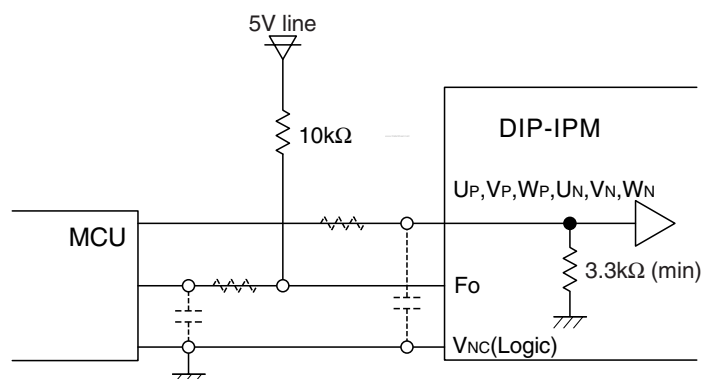 5V line
10kΩ
DIP-IPM
UP,VP,WP,UN,VN,WN
MCU
3.3kΩ (min)
Fo
VNC(Logic)